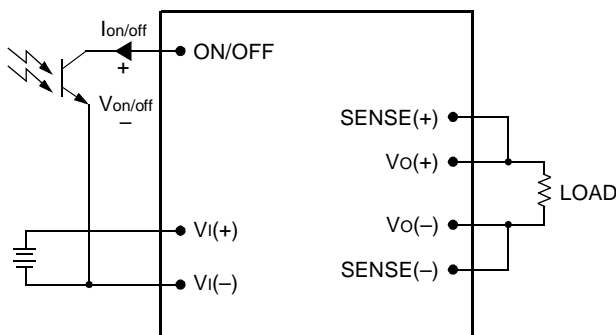 Ion/off
+
ON/OFF
Von/off
–
SENSE(+)
VO(+)
LOAD
VO(–)
SENSE(–)
VI(+)
VI(–)